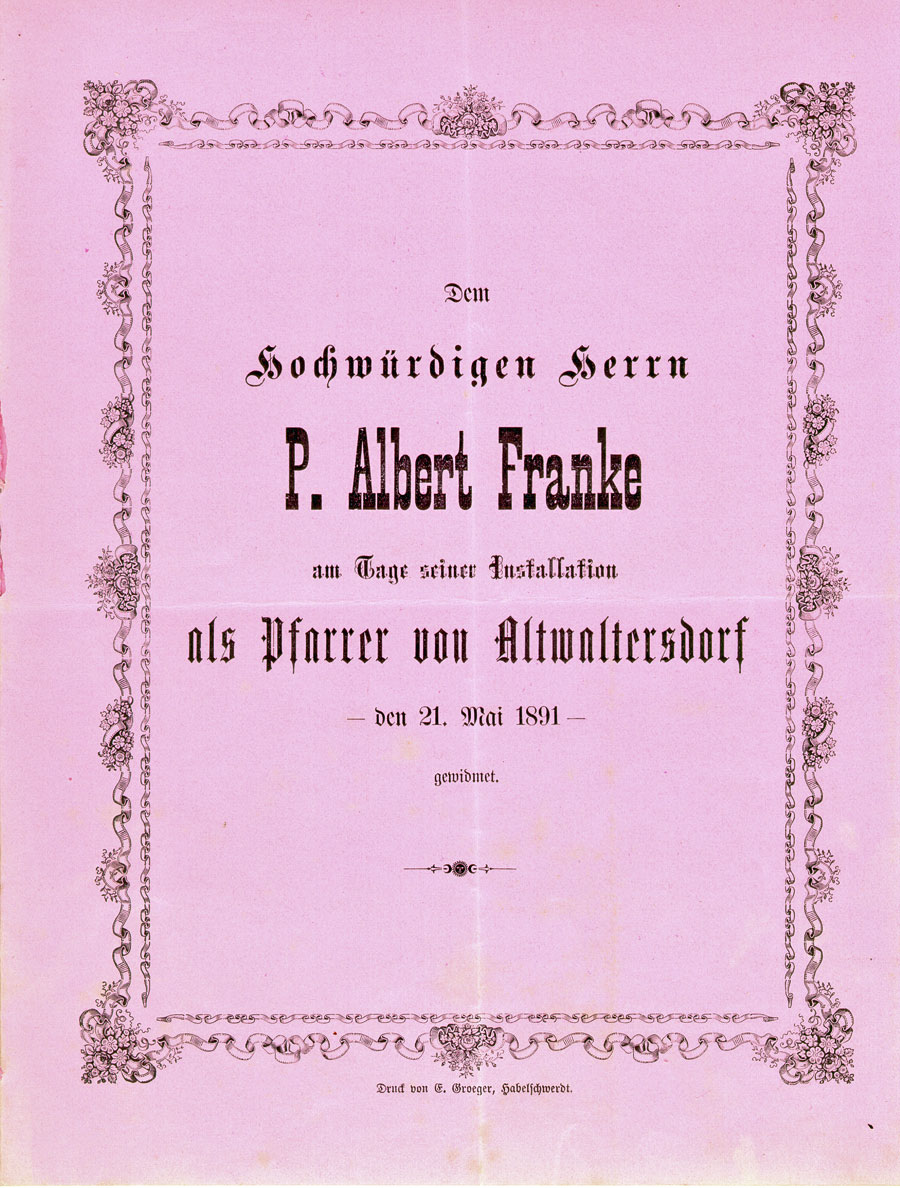 Dem
Hochwürdigen Herrn
P. Albert Franke
am Tage seiner Installation
als Pfarrer von Altwaltersdorf
— den 21. Mai 1891 —
gewidmet.
Druck von E. Groeger, Habelschwerdt.